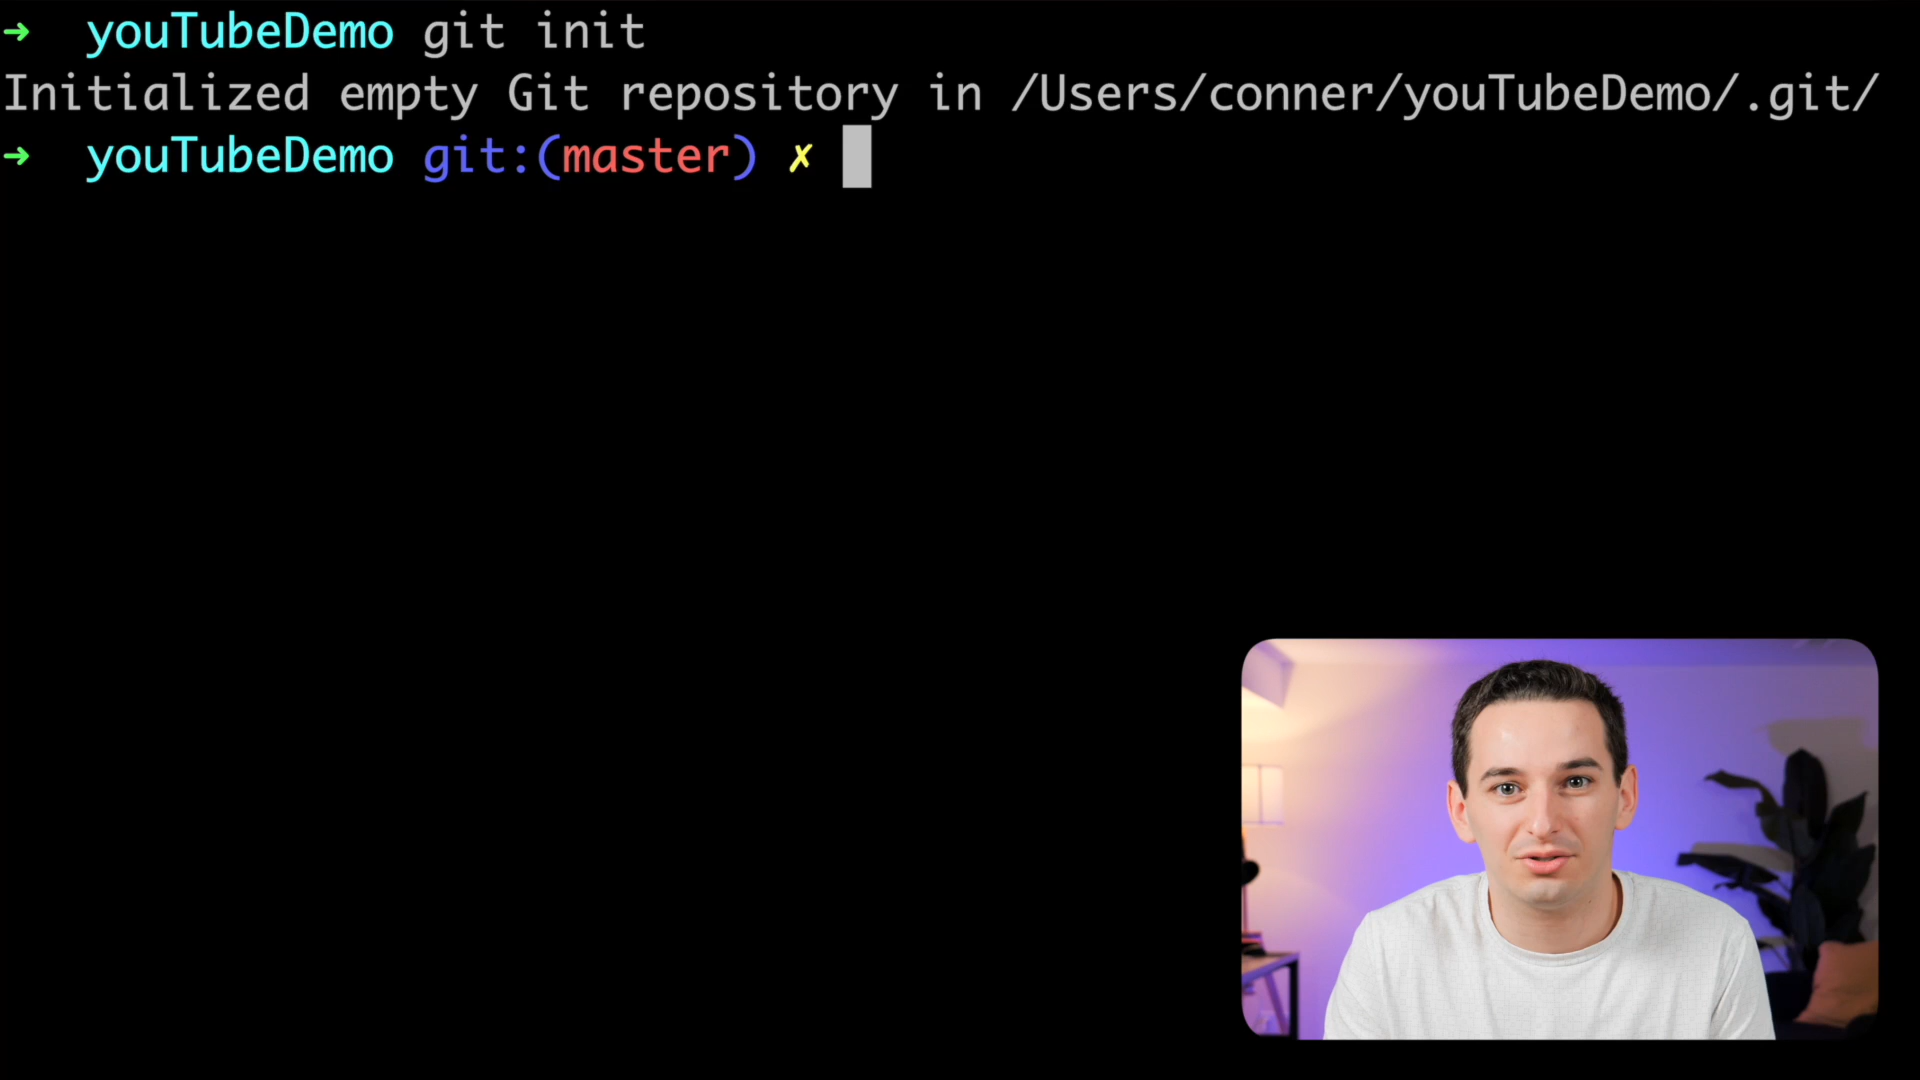 ➜ youTubeDemo git init
Initialized empty Git repository in /Users/conner/youTubeDemo/.git/
➜ youTubeDemo git:(master) ✗